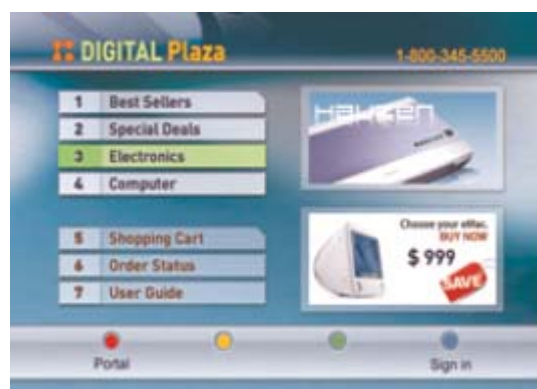 DIGITAL Plaza
1-800-345-5500
1 Best Sellers
2 Special Deals
3 Electronics
4 Computer
5 Shopping Cart
6 Order Status
7 User Guide
Choose your eMac.
BUY NOW
$ 999
SAVE
Portal
Sign in